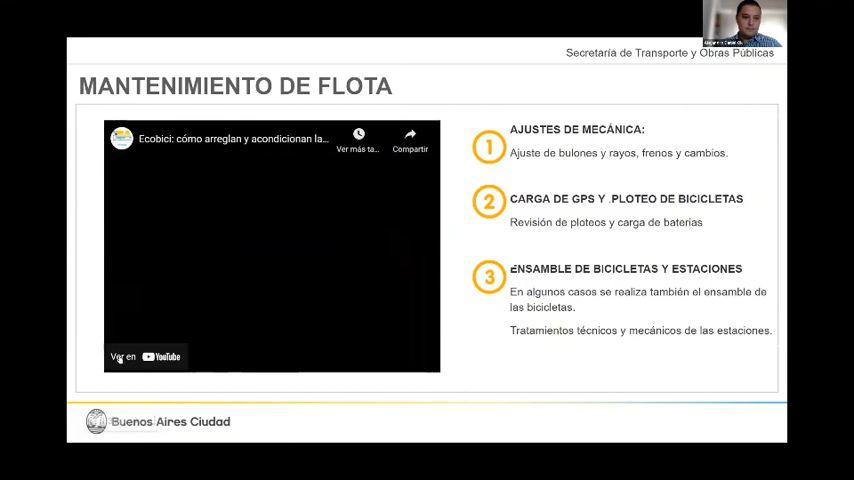 Secretaría de Transporte y Obras Públicas
MANTENIMIENTO DE FLOTA
Ecobici: cómo arreglan y acondicionan la...
Ver más ta...
Compartir
Ver en YouTube
1
AJUSTES DE MECÁNICA:
Ajuste de bulones y rayos, frenos y cambios.
2
CARGA DE GPS Y .PLOTEO DE BICICLETAS
Revisión de ploteos y carga de baterias
3
ENSAMBLE DE BICICLETAS Y ESTACIONES
En algunos casos se realiza también el ensamble de
las bicicletas.
Tratamientos técnicos y mecánicos de las estaciones.
Buenos Aires Ciudad